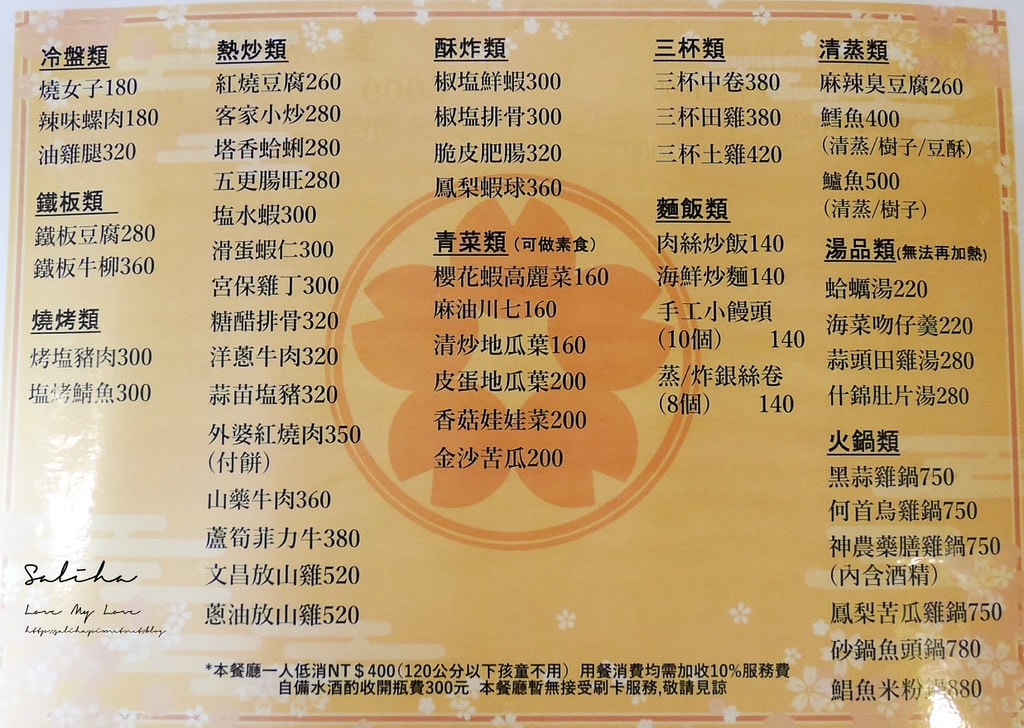 冷盤類
燒女子180
辣味螺肉180
油雞腿320
鐵板類
鐵板豆腐280
鐵板牛柳360
燒烤類
烤塩豬肉300
塩烤鯖魚300
熱炒類
紅燒豆腐260
客家小炒280
塔香蛤蜊280
五更腸旺280
塩水蝦300
滑蛋蝦仁300
宮保雞丁300
糖醋排骨320
洋蔥牛肉320
蒜苗塩豬320
外婆紅燒肉350
(付餅)
山藥牛肉360
蘆筍菲力牛380
文昌放山雞520
蔥油放山雞520
酥炸類
椒塩鮮蝦300
椒塩排骨300
脆皮肥腸320
鳳梨蝦球360
青菜類(可做素食)
櫻花蝦高麗菜160
麻油川七160
清炒地瓜葉160
皮蛋地瓜葉200
香菇娃娃菜200
金沙苦瓜200
三杯類
三杯中卷380
三杯田雞380
三杯土雞420
麵飯類
肉絲炒飯140
海鮮炒麵140
手工小饅頭
(10個) 140
蒸/炸銀絲卷
(8個) 140
清蒸類
麻辣臭豆腐260
鱈魚400
(清蒸/樹子/豆酥)
鱸魚500
(清蒸/樹子)
湯品類(無法再加熱)
蛤蠣湯220
海菜吻仔羹220
蒜頭田雞湯280
什錦肚片湯280
火鍋類
黑蒜雞鍋750
何首烏雞鍋750
神農藥膳雞鍋750
(內含酒精)
鳳梨苦瓜雞鍋750
砂鍋魚頭鍋780
鯧魚米粉鍋880
*本餐廳一人低消NT＄400(120公分以下孩童不用) 用餐消費均需加收10%服務費
自備水酒酌收開瓶費300元 本餐廳暫無接受刷卡服務,敬請見諒
Saliha
Love My Love